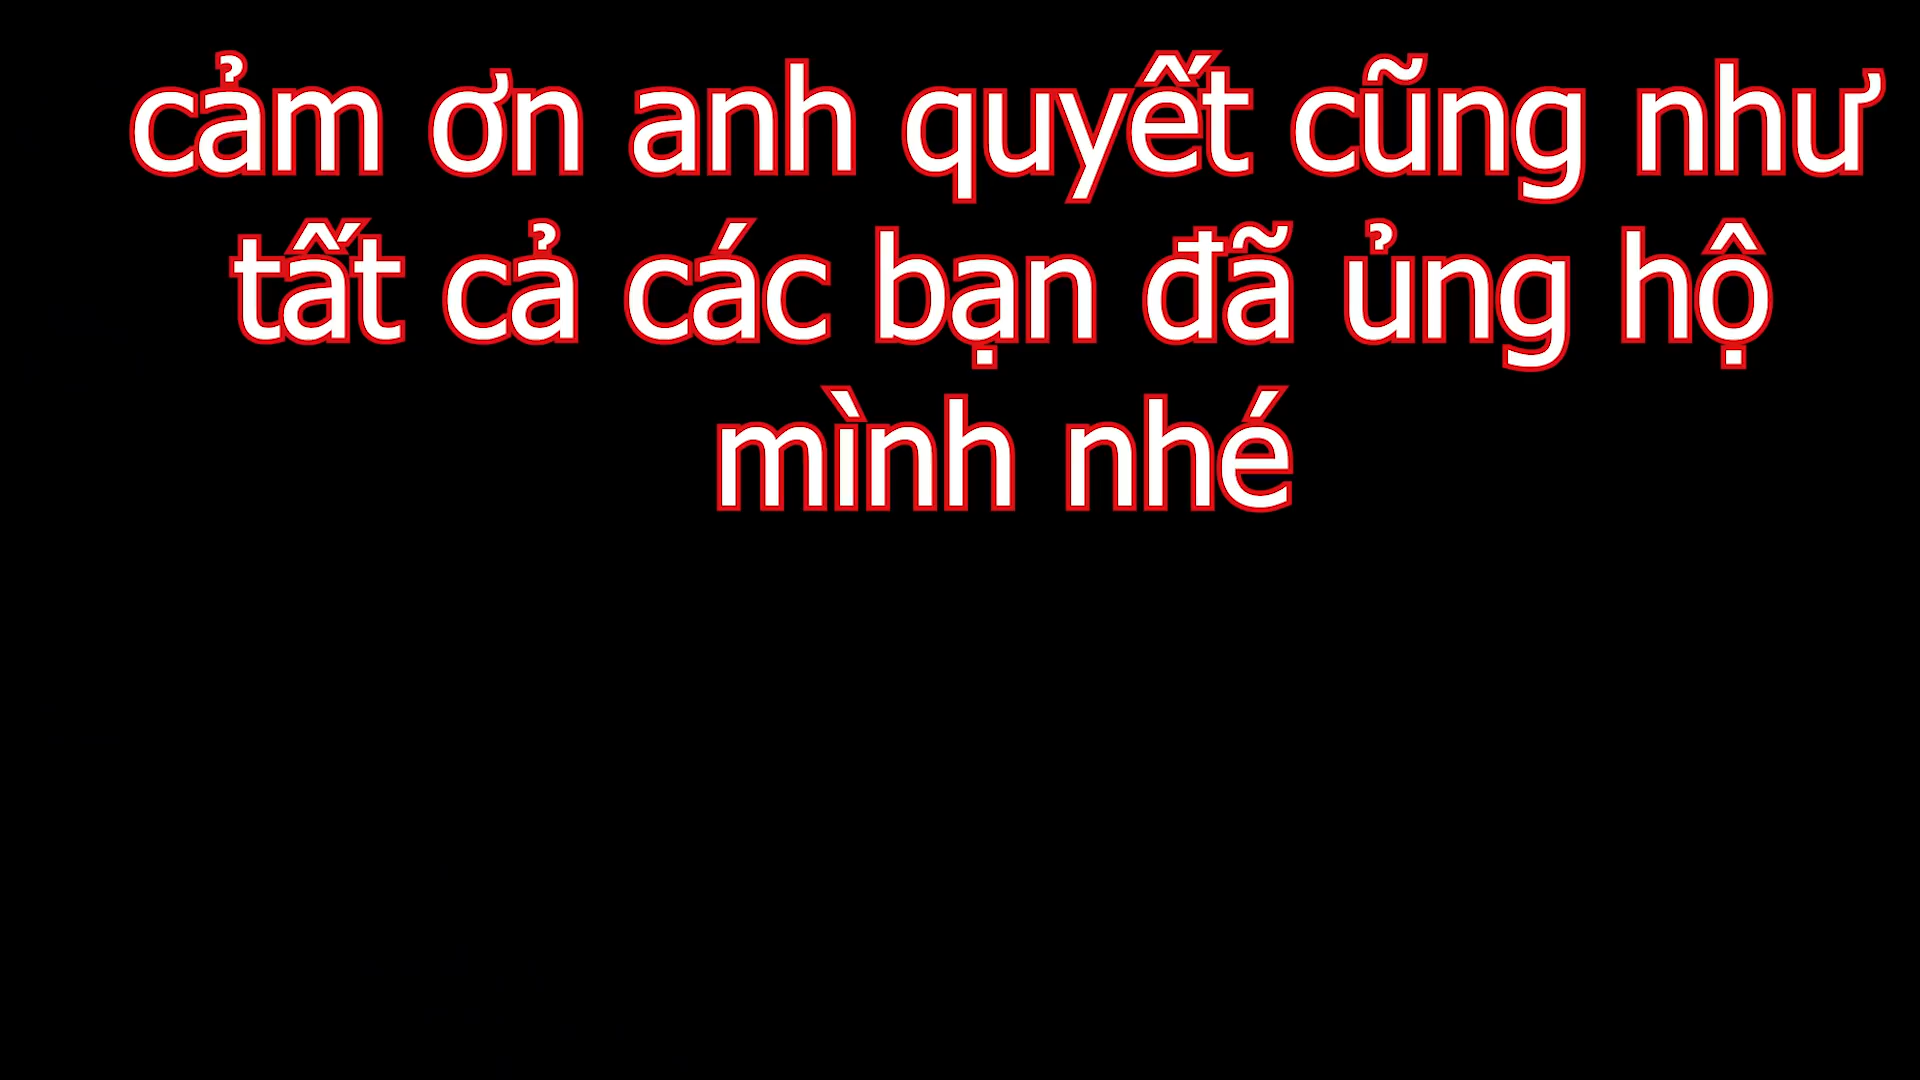 cảm ơn anh quyết cũng như
tất cả các bạn đã ủng hộ
mình nhé